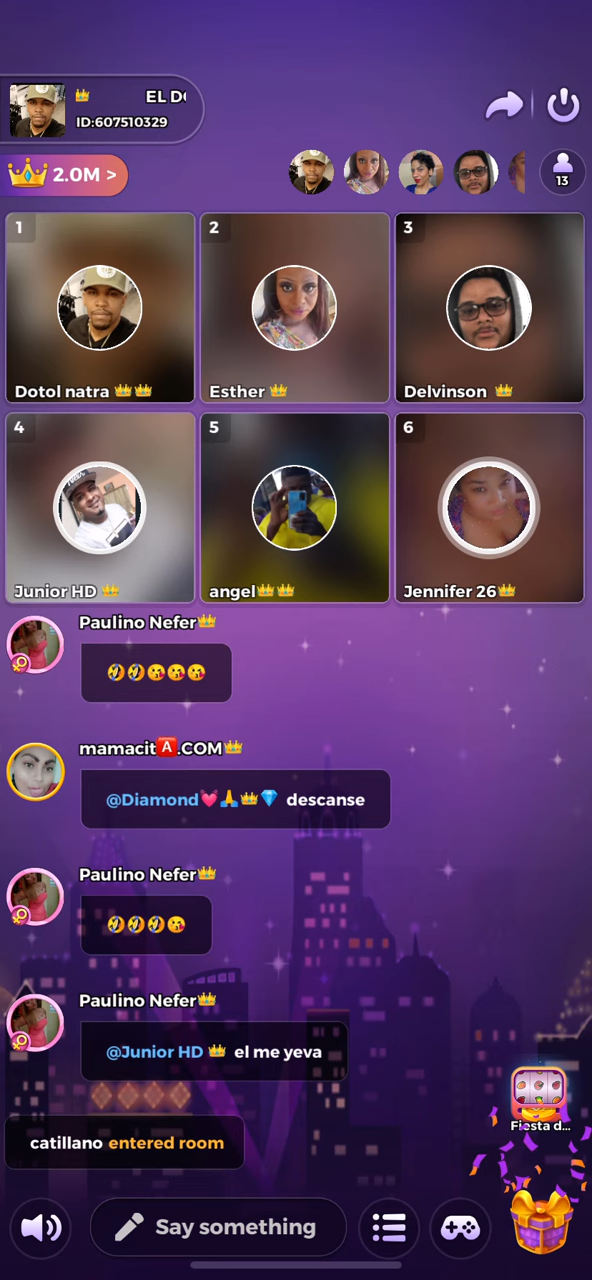 👑 EL DO
ID:607510329
2.0M >
13
1
2
3
Dotol natra 👑👑
Esther 👑
Delvinson 👑
4
5
6
Junior HD 👑
angel👑👑
Jennifer 26👑
Paulino Nefer👑
🤣🤣😘😘😘
mamacit🅰.COM👑
@Diamond💓🙏👑💎 descanse
Paulino Nefer👑
🤣🤣🤣😘
Paulino Nefer👑
@Junior HD 👑 el me yeva
Fiesta d...
catillano entered room
Say something